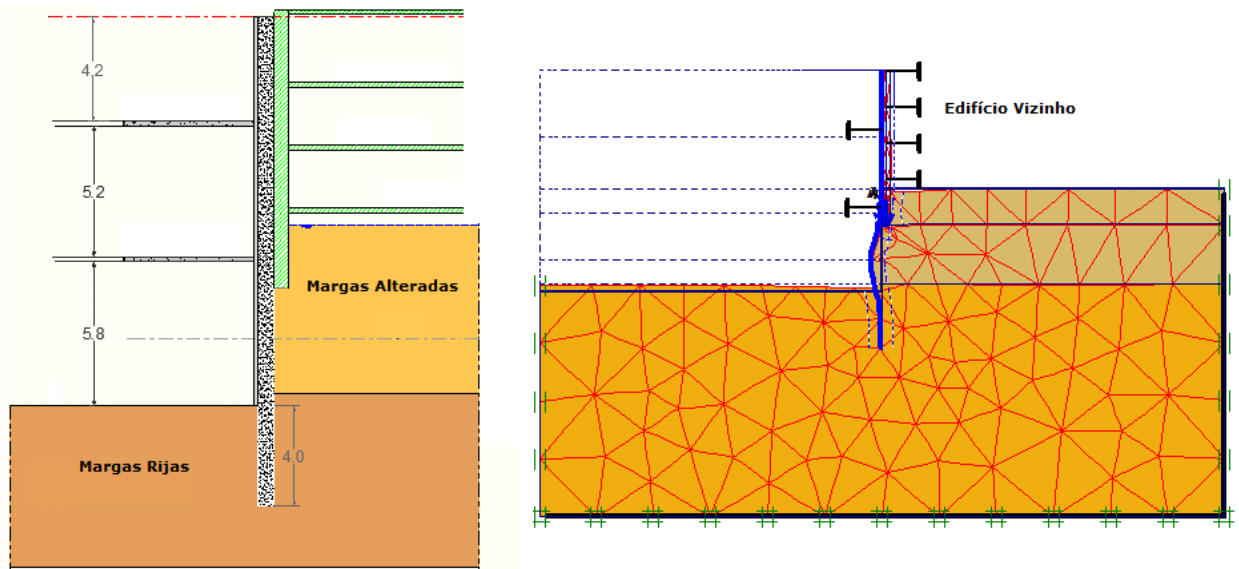 4.2
Edifício Vizinho
5.2
A
Margas Alteradas
5.8
4.0
Margas Rijas